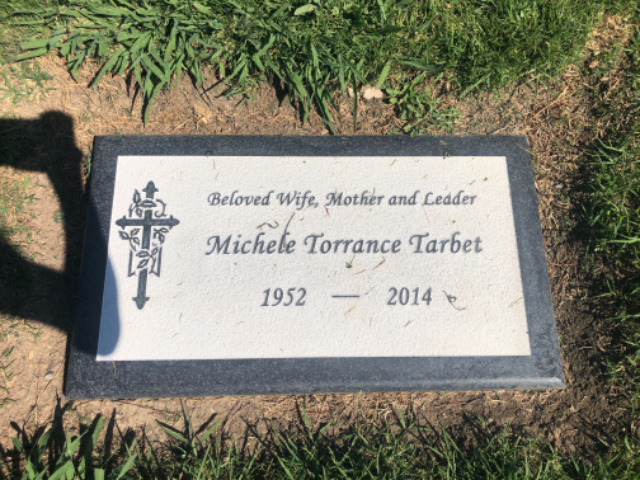 Beloved Wife, Mother and Leader
Michele Torrance Tarbet
1952 — 2014